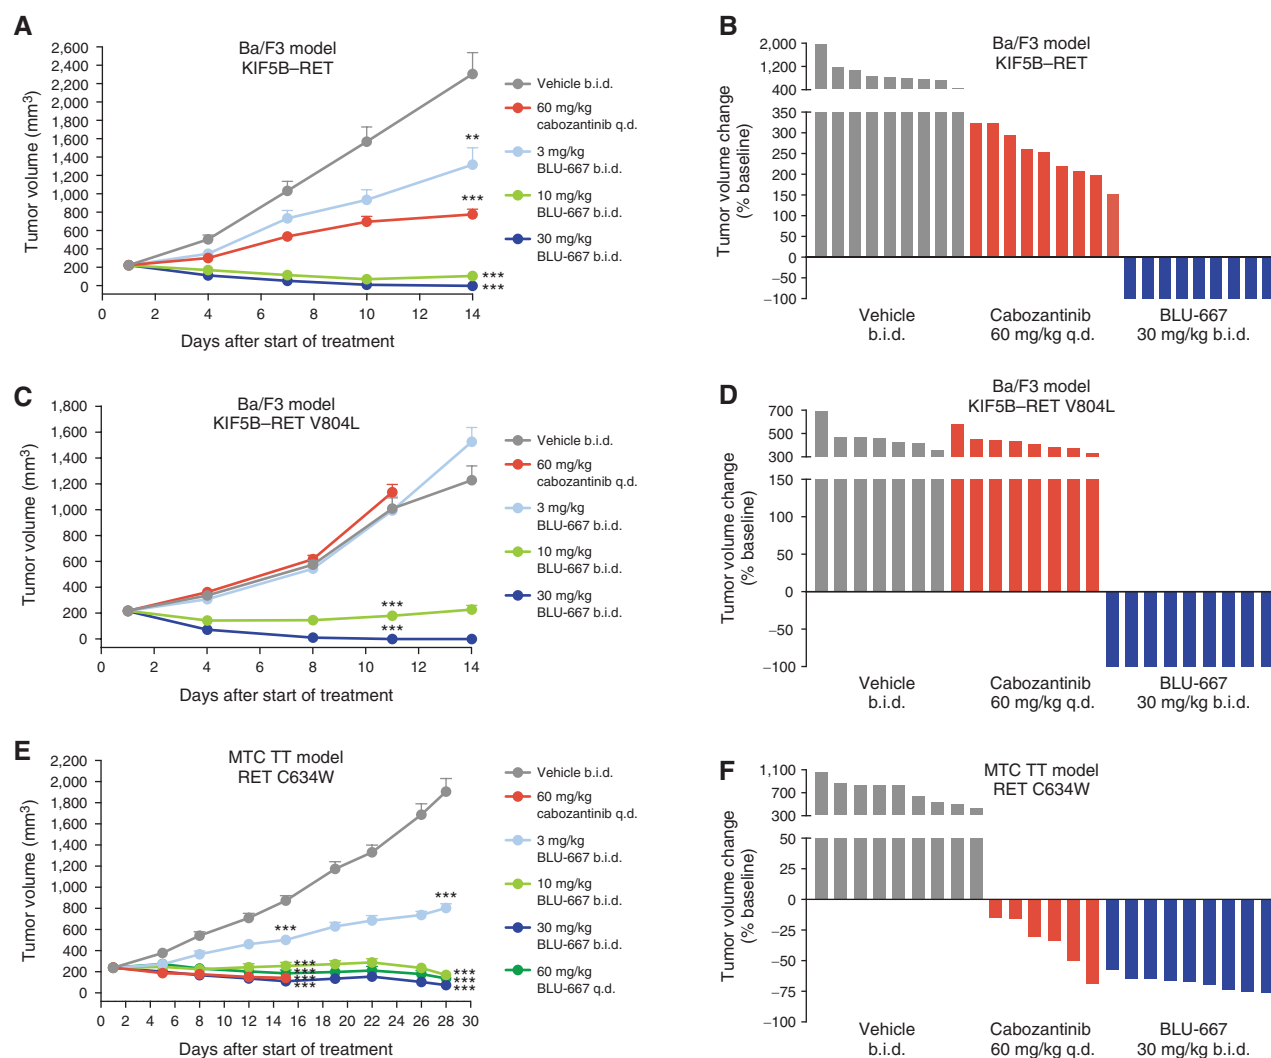 A
Ba/F3 model
KIF5B–RET
Tumor volume (mm3)
2,600
2,400
2,200
2,000
1,800
1,600
1,400
1,200
1,000
800
600
400
200
0
0 2 4 6 8 10 12 14
Days after start of treatment
**
***
***
***
Vehicle b.i.d.
60 mg/kg
cabozantinib q.d.
3 mg/kg
BLU-667 b.i.d.
10 mg/kg
BLU-667 b.i.d.
30 mg/kg
BLU-667 b.i.d.
B
Ba/F3 model
KIF5B–RET
Tumor volume change
(% baseline)
2,000
1,200
400
350
300
250
200
150
100
50
0
−50
−100
Vehicle
b.i.d.
Cabozantinib
60 mg/kg q.d.
BLU-667
30 mg/kg b.i.d.
C
Ba/F3 model
KIF5B–RET V804L
Tumor volume (mm3)
1,800
1,600
1,400
1,200
1,000
800
600
400
200
0
0 2 4 6 8 10 12 14
Days after start of treatment
***
***
Vehicle b.i.d.
60 mg/kg
cabozantinib q.d.
3 mg/kg
BLU-667 b.i.d.
10 mg/kg
BLU-667 b.i.d.
30 mg/kg
BLU-667 b.i.d.
D
Ba/F3 model
KIF5B–RET V804L
Tumor volume change
(% baseline)
700
500
300
150
100
50
0
−50
−100
Vehicle
b.i.d.
Cabozantinib
60 mg/kg q.d.
BLU-667
30 mg/kg b.i.d.
E
MTC TT model
RET C634W
Tumor volume (mm3)
2,200
2,000
1,800
1,600
1,400
1,200
1,000
800
600
400
200
0
0 2 4 6 8 10 12 14 16 18 20 22 24 26 28 30
Days after start of treatment
***
***
***
***
***
***
***
***
***
Vehicle b.i.d.
60 mg/kg
cabozantinib q.d.
3 mg/kg
BLU-667 b.i.d.
10 mg/kg
BLU-667 b.i.d.
30 mg/kg
BLU-667 b.i.d.
60 mg/kg
BLU-667 q.d.
F
MTC TT model
RET C634W
Tumor volume change
(% baseline)
1,100
700
300
50
25
0
−25
−50
−75
−100
Vehicle
b.i.d.
Cabozantinib
60 mg/kg q.d.
BLU-667
30 mg/kg b.i.d.